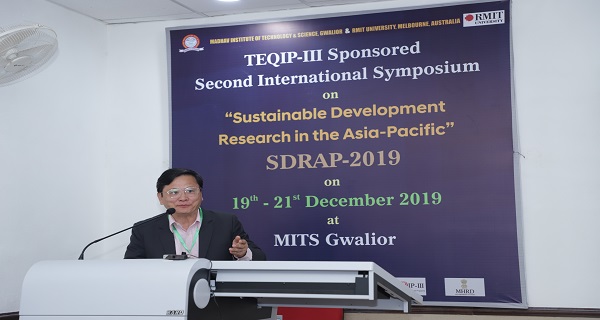 MADHAV INSTITUTE OF TECHNOLOGY & SCIENCE, GWALIOR & RMIT UNIVERSITY, MELBOURNE, AUSTRALIA
RMIT
UNIVERSITY
TEQIP-III Sponsored
Second International Symposium
on
“Sustainable Development
Research in the Asia-Pacific”
SDRAP-2019
on
19th - 21st December 2019
at
MITS Gwalior
MHRD